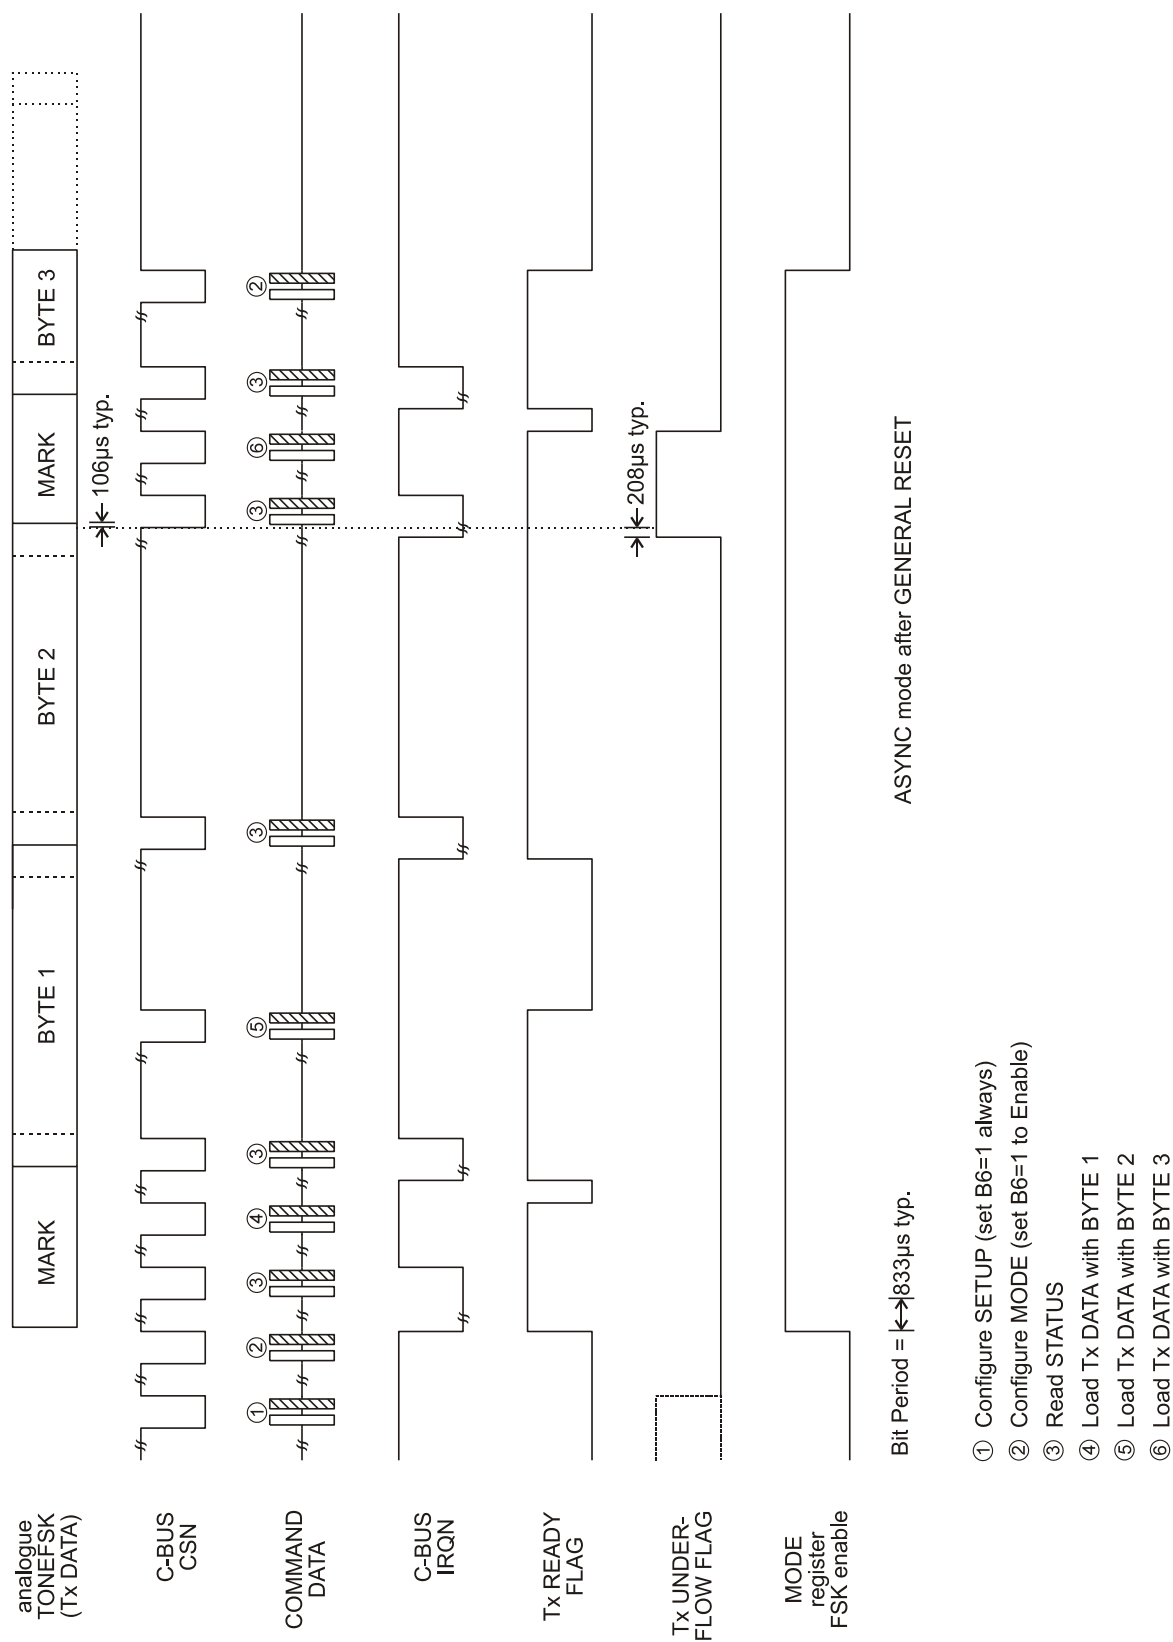 analogue
TONEFSK
(Tx DATA)
MARK
BYTE 1
BYTE 2
MARK
BYTE 3
106µs typ.
C-BUS
CSN
COMMAND
DATA
①
②
③
④
③
⑤
③
③
⑥
③
②
C-BUS
IRQN
Tx READY
FLAG
Tx UNDER-
FLOW FLAG
208µs typ.
MODE
register
FSK enable
Bit Period = 833µs typ.
ASYNC mode after GENERAL RESET
① Configure SETUP (set B6=1 always)
② Configure MODE (set B6=1 to Enable)
③ Read STATUS
④ Load Tx DATA with BYTE 1
⑤ Load Tx DATA with BYTE 2
⑥ Load Tx DATA with BYTE 3